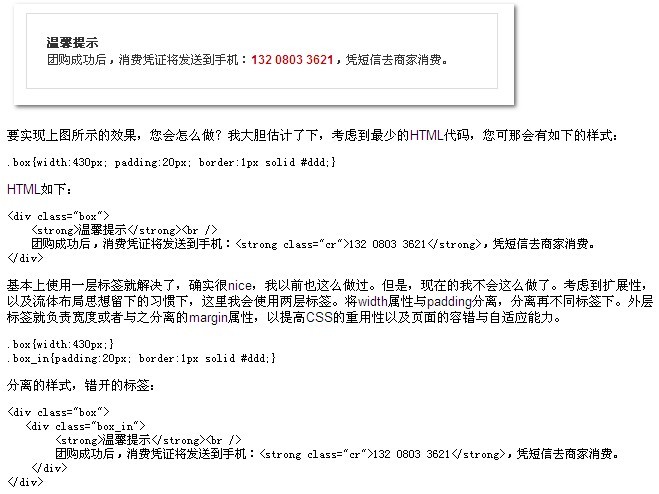 温馨提示
团购成功后，消费凭证将发送到手机：132 0803 3621，凭短信去商家消费。
要实现上图所示的效果，您会怎么做？我大胆估计了下，考虑到最少的HTML代码，您可那会有如下的样式：
.box{width:430px; padding:20px; border:1px solid #ddd;}
HTML如下：
<div class="box">
<strong>温馨提示</strong><br />
团购成功后，消费凭证将发送到手机：<strong class="cr">132 0803 3621</strong>，凭短信去商家消费。
</div>
基本上使用一层标签就解决了，确实很nice，我以前也这么做过。但是，现在的我不会这么做了。考虑到扩展性，
以及流体布局思想留下的习惯下，这里我会使用两层标签。将width属性与padding分离，分离再不同标签下。外层
标签就负责宽度或者与之分离的margin属性，以提高CSS的重用性以及页面的容错与自适应能力。
.box{width:430px;}
.box_in{padding:20px; border:1px solid #ddd;}
分离的样式，错开的标签：
<div class="box">
<div class="box_in">
<strong>温馨提示</strong><br />
团购成功后，消费凭证将发送到手机：<strong class="cr">132 0803 3621</strong>，凭短信去商家消费。
</div>
</div>